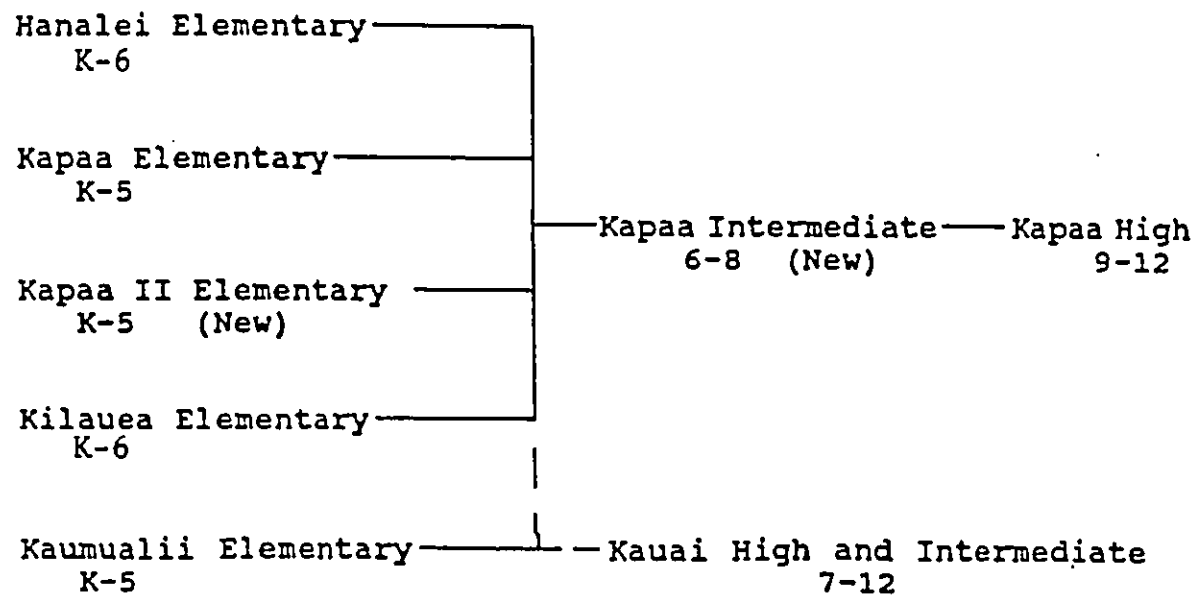 Hanalei Elementary
K-6
Kapaa Elementary
K-5
Kapaa Intermediate
6-8 (New)
Kapaa High
9-12
Kapaa II Elementary
K-5 (New)
Kilauea Elementary
K-6
Kaumualii Elementary
K-5
Kauai High and Intermediate
7-12